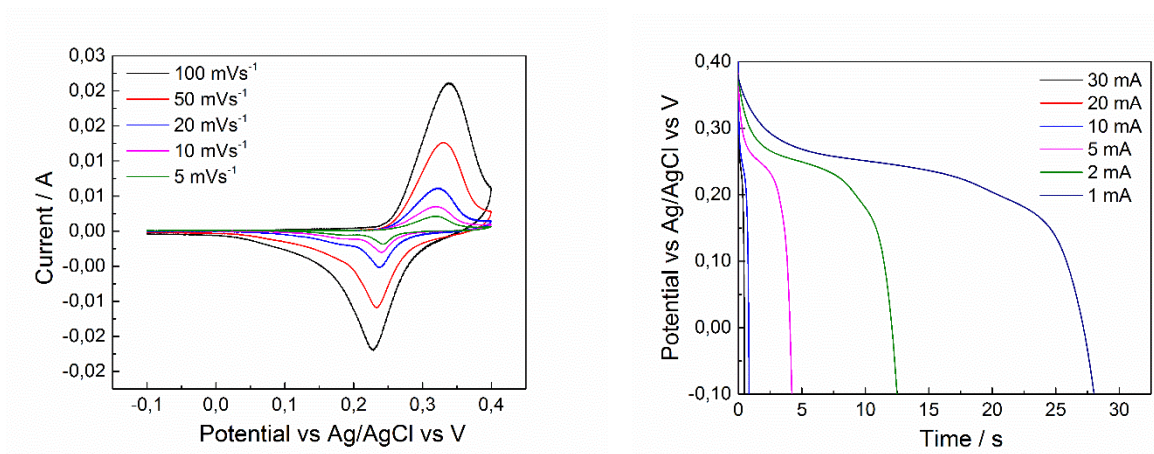 0,03
0,02
0,02
0,01
0,01
0,00
-0,00
-0,01
-0,02
-0,02
Current / A
100 mVs⁻¹
50 mVs⁻¹
20 mVs⁻¹
10 mVs⁻¹
5 mVs⁻¹
-0,1 0,0 0,1 0,2 0,3 0,4
Potential vs Ag/AgCl vs V
0,40
0,30
0,20
0,10
0,00
-0,10
Potential vs Ag/AgCl vs V
30 mA
20 mA
10 mA
5 mA
2 mA
1 mA
0 5 10 15 20 25 30
Time / s